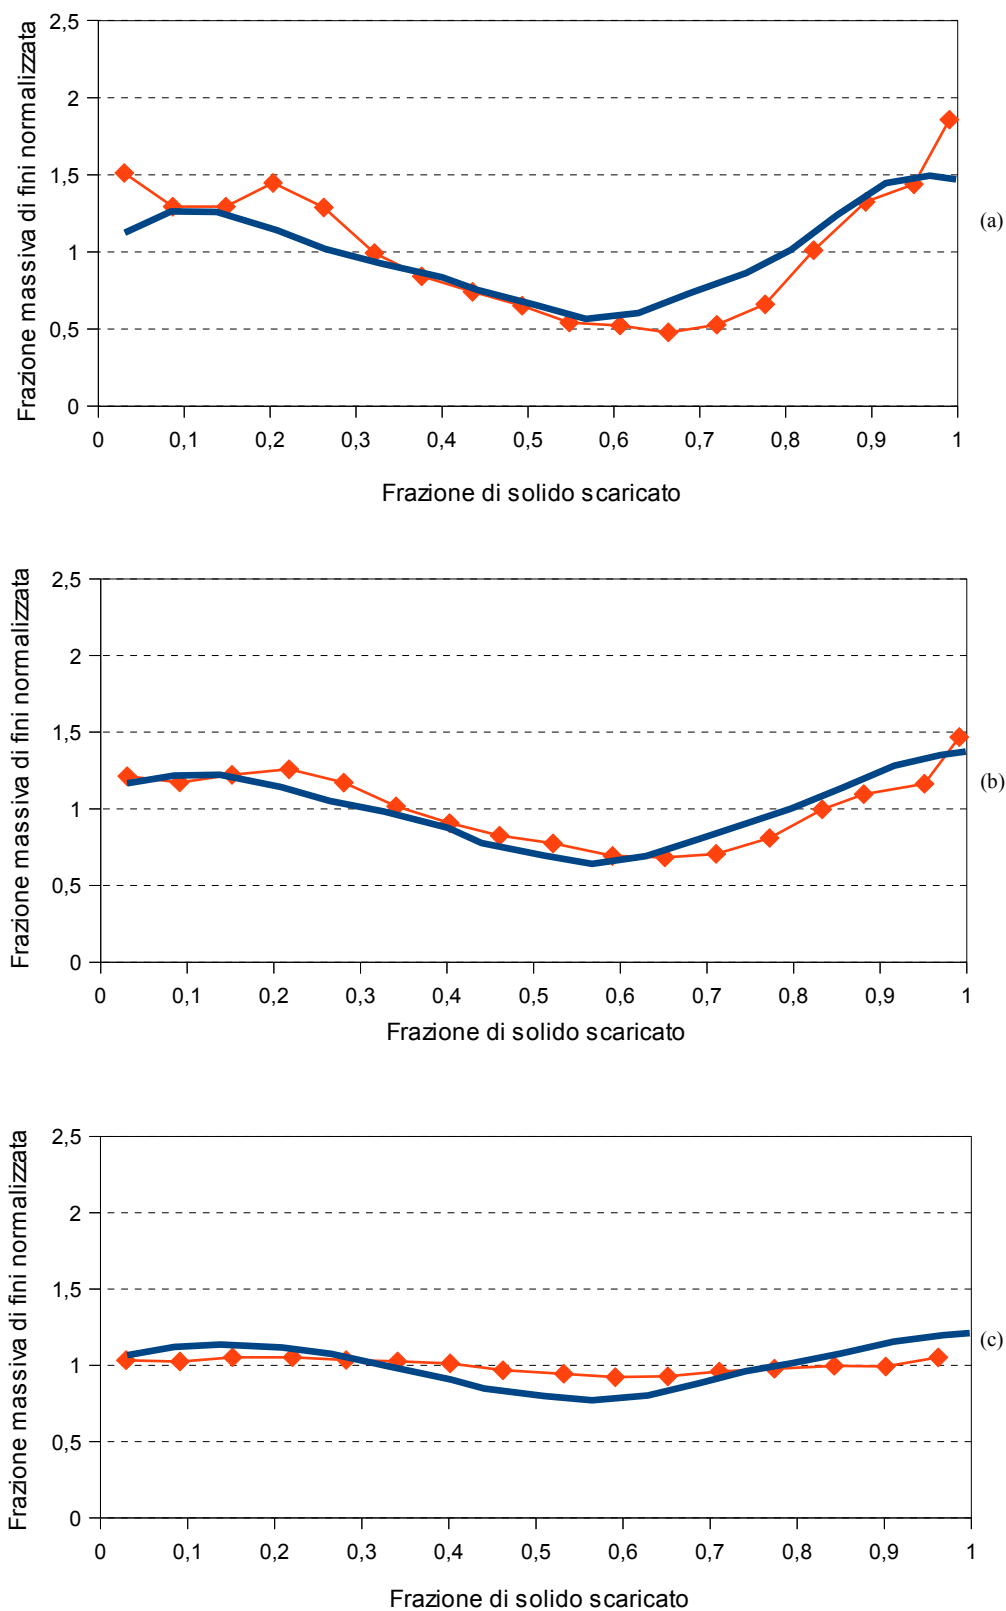 Frazione massiva di fini normalizzata
2,5
2
1,5
1
0,5
0
0 0,1 0,2 0,3 0,4 0,5 0,6 0,7 0,8 0,9 1
Frazione di solido scaricato
(a)
Frazione massiva di fini normalizzata
2,5
2
1,5
1
0,5
0
0 0,1 0,2 0,3 0,4 0,5 0,6 0,7 0,8 0,9 1
Frazione di solido scaricato
(b)
Frazione massiva di fini normalizzata
2,5
2
1,5
1
0,5
0
0 0,1 0,2 0,3 0,4 0,5 0,6 0,7 0,8 0,9 1
Frazione di solido scaricato
(c)